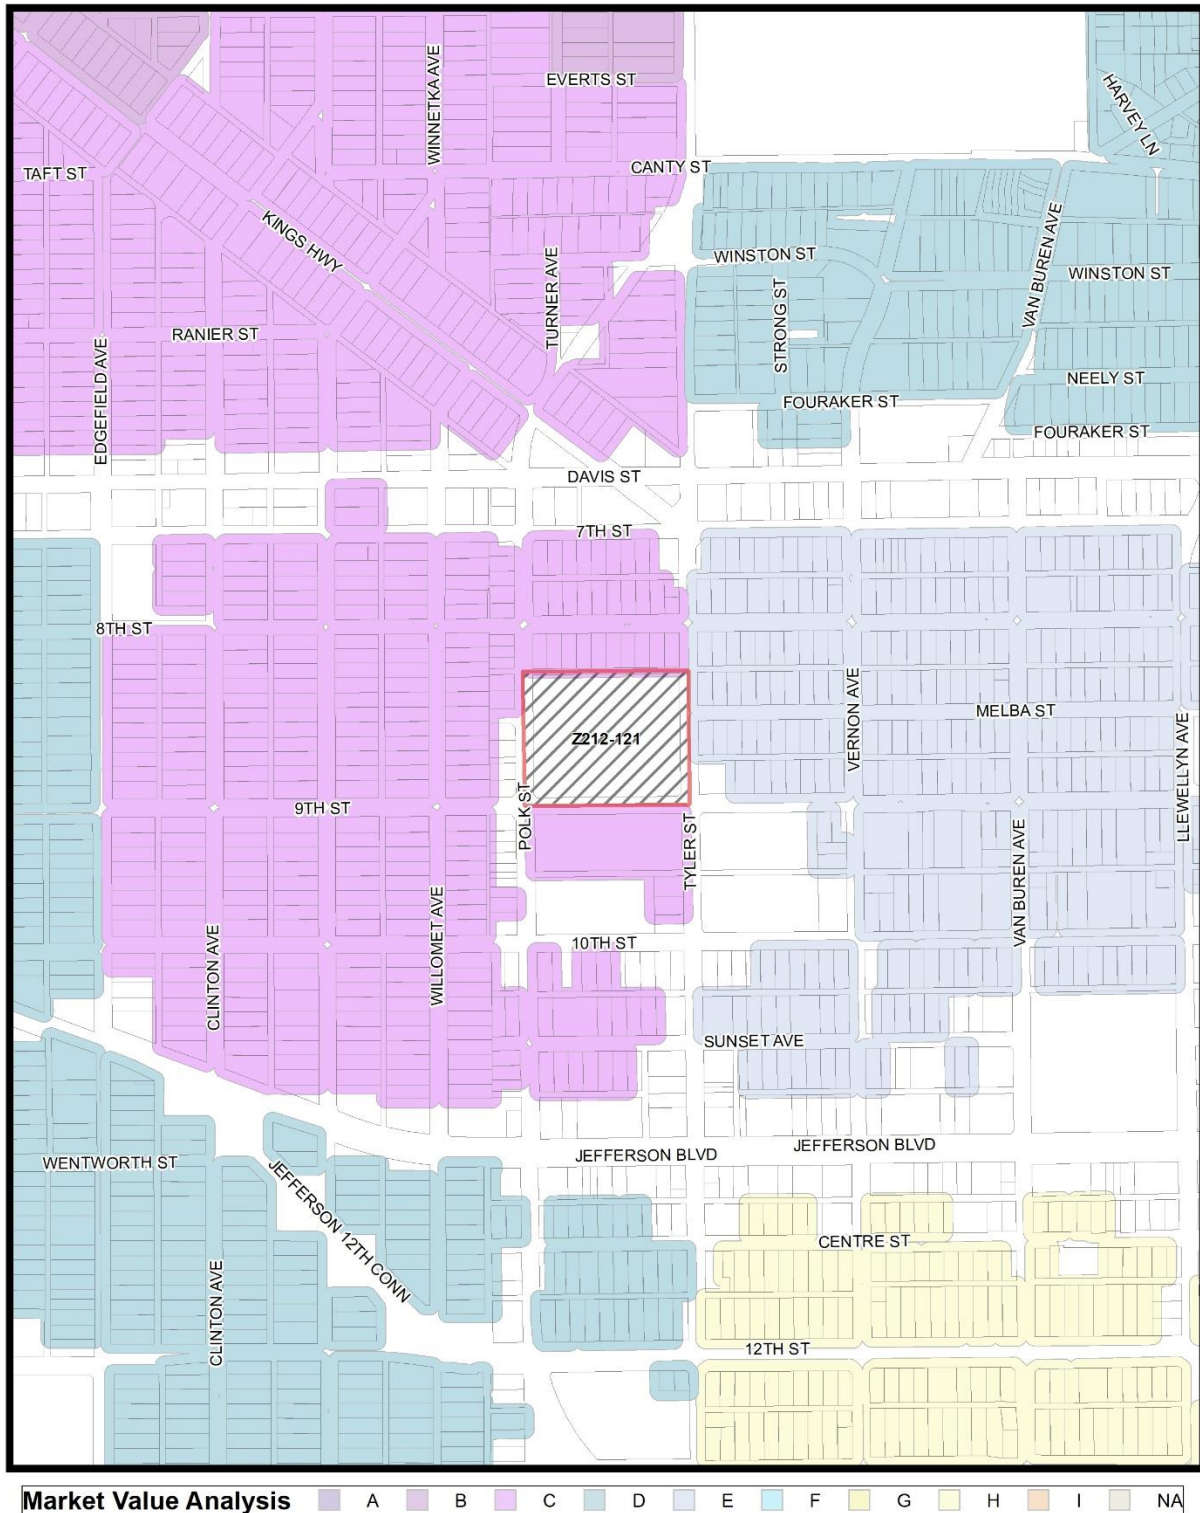 EVERTS ST
WINNETKA AVE
HARVEY LN
TAFT ST
CANTY ST
KINGS HWY
WINSTON ST
WINSTON ST
VAN BUREN AVE
TURNER AVE
STRONG ST
RANIER ST
EDGEFIELD AVE
NEELY ST
FOURAKER ST
FOURAKER ST
DAVIS ST
7TH ST
8TH ST
VERNON AVE
MELBA ST
Z212-121
LLEWELLYN AVE
9TH ST
POLK ST
TYLER ST
VAN BUREN AVE
WILLOMET AVE
CLINTON AVE
10TH ST
SUNSET AVE
JEFFERSON BLVD
JEFFERSON BLVD
WENTWORTH ST
JEFFERSON 12TH CONN
CENTRE ST
CLINTON AVE
12TH ST
Market Value Analysis A B C D E F G H I NA